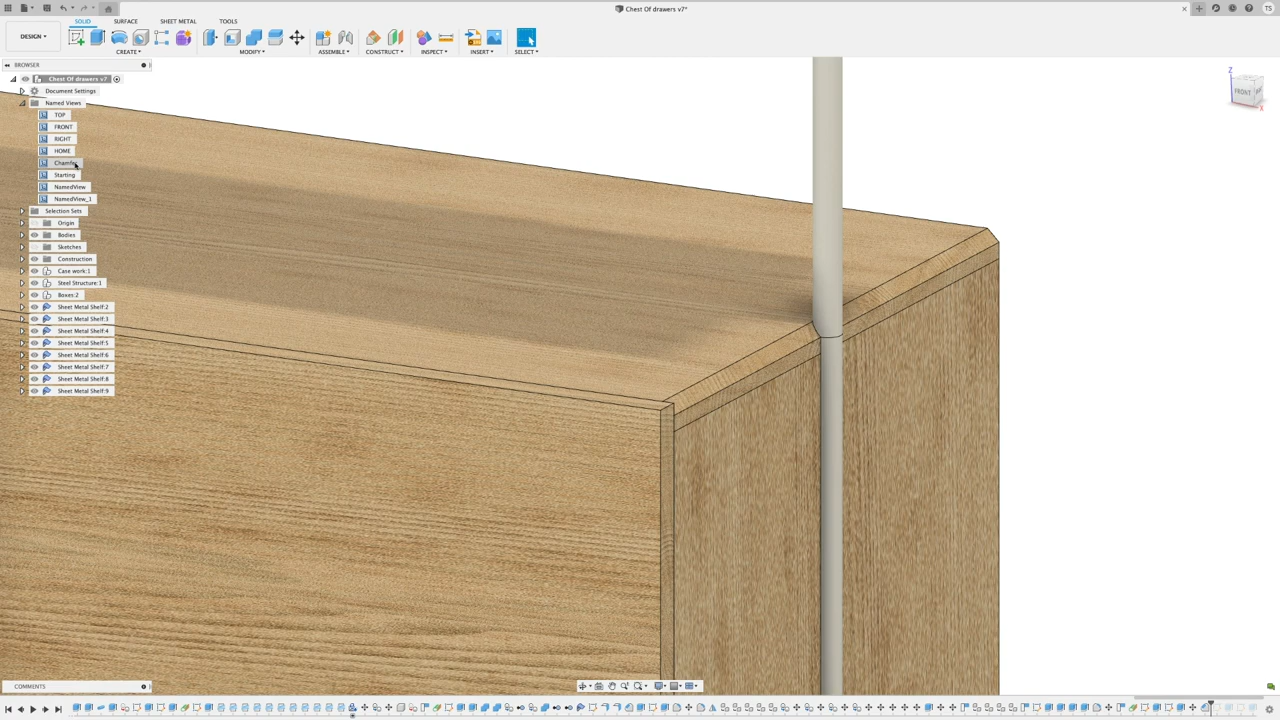 Chest Of drawers v7*
TS
DESIGN
SOLID
SURFACE
SHEET METAL
TOOLS
CREATE
MODIFY
ASSEMBLE
CONSTRUCT
INSPECT
INSERT
SELECT
BROWSER
Chest Of drawers v7
Document Settings
Named Views
TOP
FRONT
RIGHT
HOME
Chamfer
Starting
NamedView
NamedView_1
Selection Sets
Origin
Bodies
Sketches
Construction
Case work:1
Steel Structure:1
Boxes:2
Sheet Metal Shelf:2
Sheet Metal Shelf:3
Sheet Metal Shelf:4
Sheet Metal Shelf:5
Sheet Metal Shelf:6
Sheet Metal Shelf:7
Sheet Metal Shelf:8
Sheet Metal Shelf:9
Z
FRONT
X
COMMENTS